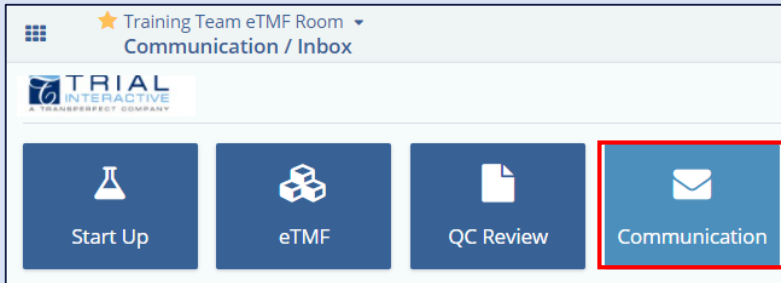 Training Team eTMF Room
Communication / Inbox
TRIAL
INTERACTIVE
A TRANSPERFECT COMPANY
Start Up
eTMF
QC Review
Communication